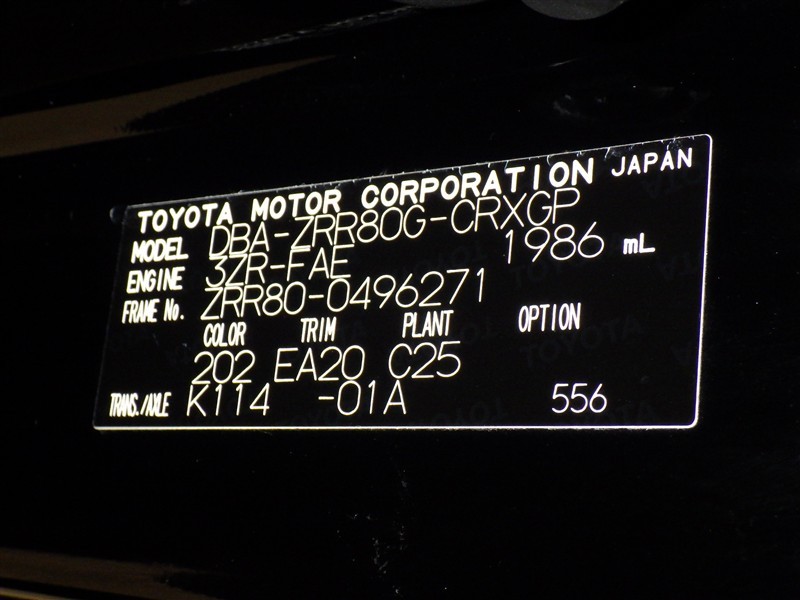 TOYOTA MOTOR CORPORATION JAPAN
MODEL DBA-ZRR80G-CRXGP
ENGINE 3ZR-FAE 1986 mL
FRAME No. ZRR80-0496271
COLOR TRIM PLANT OPTION
202 EA20 C25
TRANS./AXLE K114 -01A 556